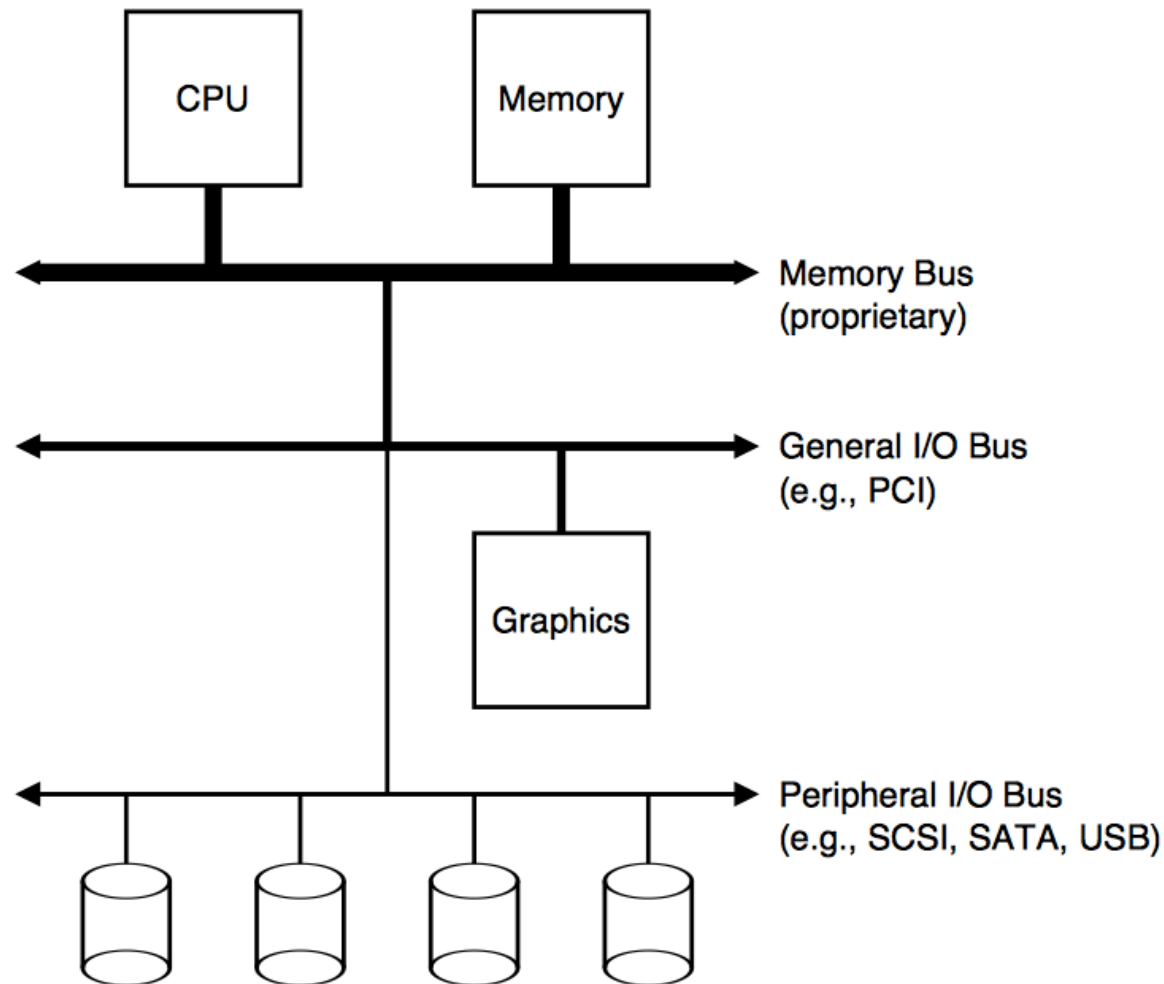 CPU
Memory
Memory Bus
(proprietary)
General I/O Bus
(e.g., PCI)
Graphics
Peripheral I/O Bus
(e.g., SCSI, SATA, USB)